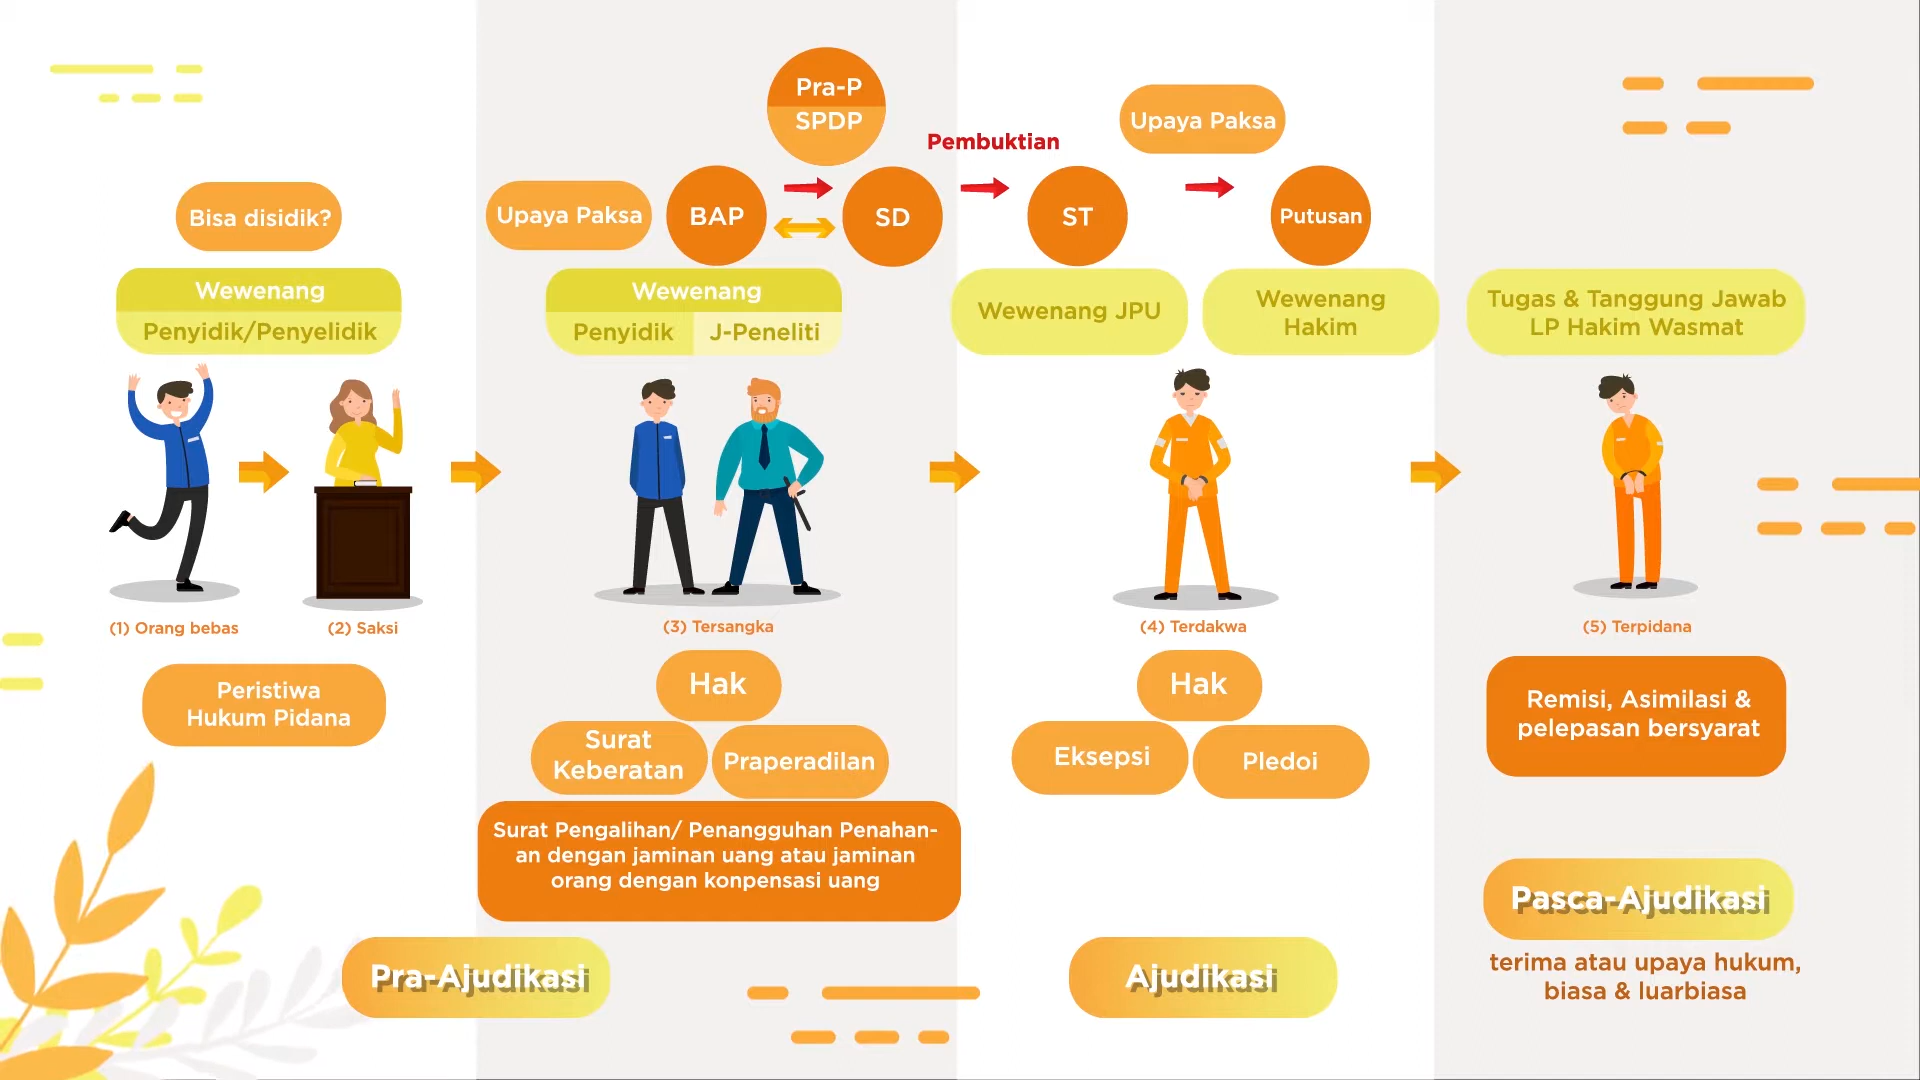 Bisa disidik?
Wewenang
Penyidik/Penyelidik
(1) Orang bebas
(2) Saksi
Peristiwa
Hukum Pidana
Pra-P
SPDP
Upaya Paksa
BAP
SD
Wewenang
Penyidik
J-Peneliti
(3) Tersangka
Hak
Surat
Keberatan
Praperadilan
Surat Pengalihan/ Penangguhan Penahan-
an dengan jaminan uang atau jaminan
orang dengan konpensasi uang
Pra-Ajudikasi
Pembuktian
Upaya Paksa
ST
Putusan
Wewenang JPU
Wewenang
Hakim
(4) Terdakwa
Hak
Eksepsi
Pledoi
Ajudikasi
Tugas & Tanggung Jawab
LP Hakim Wasmat
(5) Terpidana
Remisi, Asimilasi &
pelepasan bersyarat
Pasca-Ajudikasi
terima atau upaya hukum,
biasa & luarbiasa